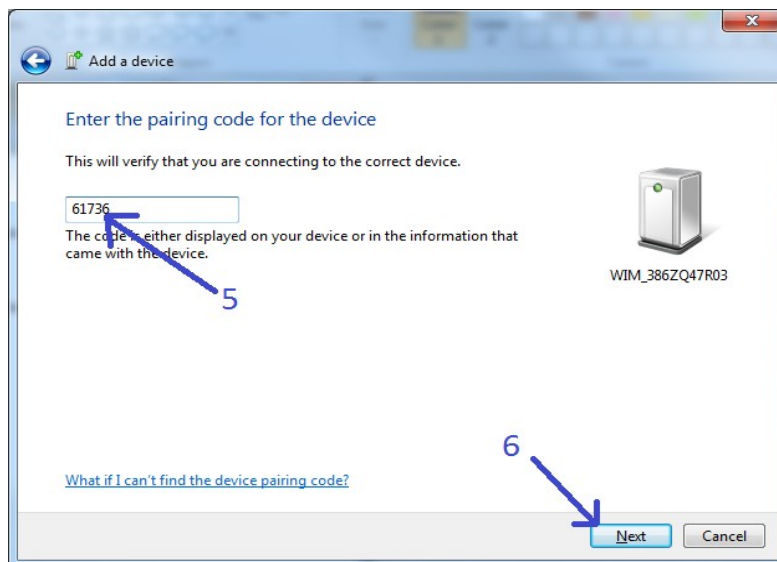 Add a device
Enter the pairing code for the device
This will verify that you are connecting to the correct device.
61736
The code is either displayed on your device or in the information that
came with the device.
WIM_386ZQ47R03
5
6
What if I can't find the device pairing code?
Next
Cancel